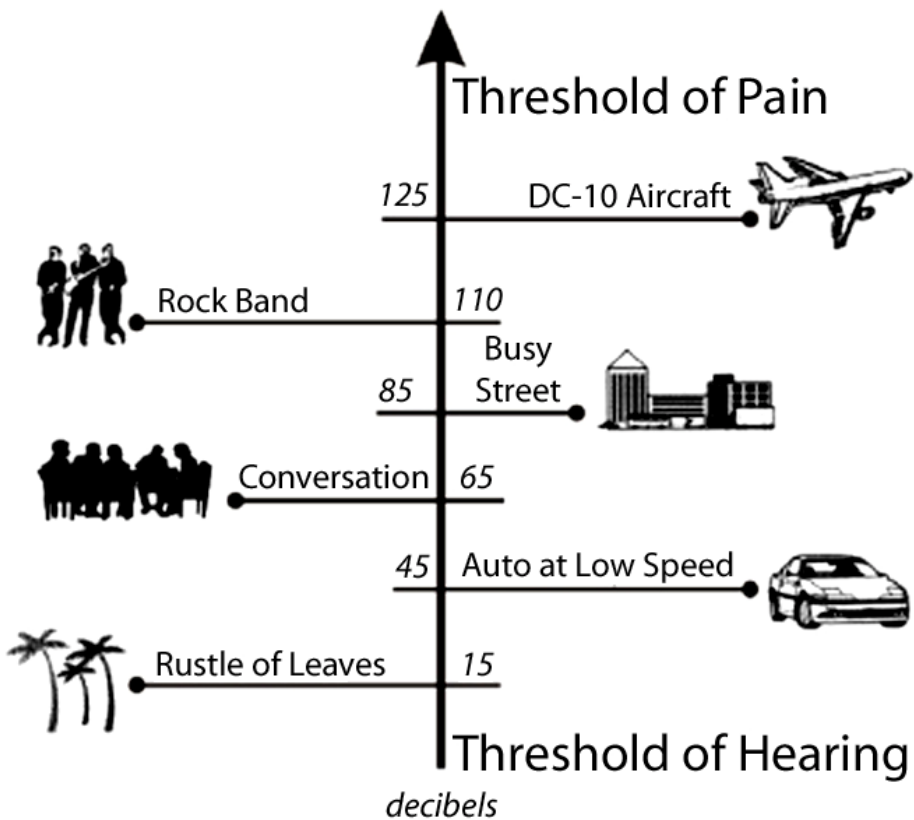 Threshold of Pain
125 DC-10 Aircraft
Rock Band 110
Busy
85 Street
Conversation 65
45 Auto at Low Speed
Rustle of Leaves 15
Threshold of Hearing
decibels